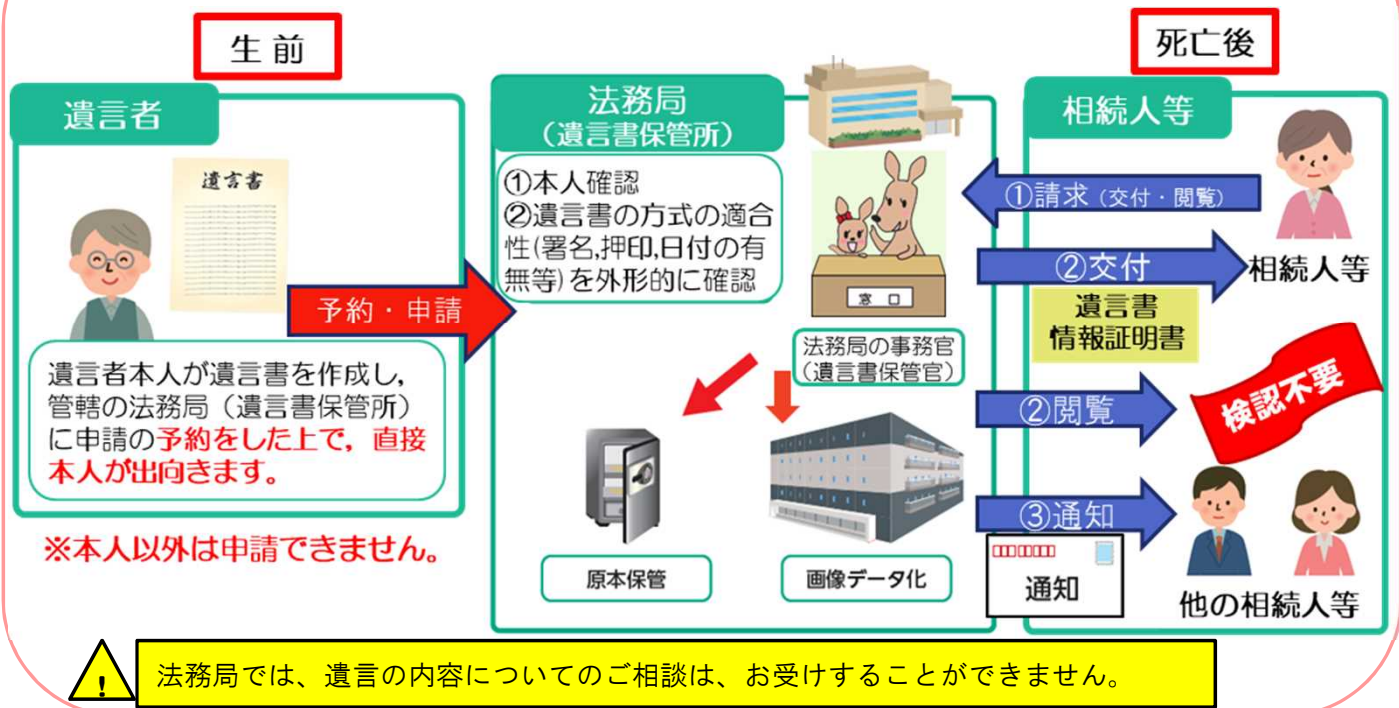 生前
死亡後
遺言者
遺言書
予約・申請
遺言者本人が遺言書を作成し，
管轄の法務局（遺言書保管所）
に申請の予約をした上で，直接
本人が出向きます。
※本人以外は申請できません。
法務局
（遺言書保管所）
①本人確認
②遺言書の方式の適合
性(署名,押印,日付の有
無等)を外形的に確認
窓口
法務局の事務官
（遺言書保管官）
原本保管
画像データ化
相続人等
①請求（交付・閲覧）
②交付
相続人等
遺言書
情報証明書
②閲覧
検認不要
③通知
通知
他の相続人等
!
法務局では、遺言の内容についてのご相談は、お受けすることができません。